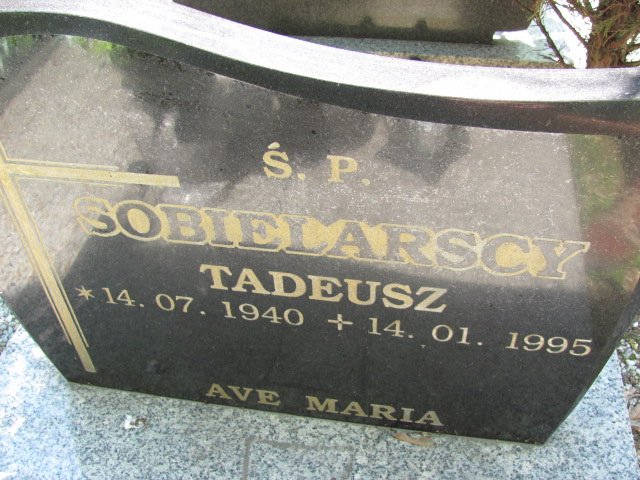 Ś. P.
SOBIELARSCY
TADEUSZ
* 14. 07. 1940 + 14. 01. 1995
AVE MARIA